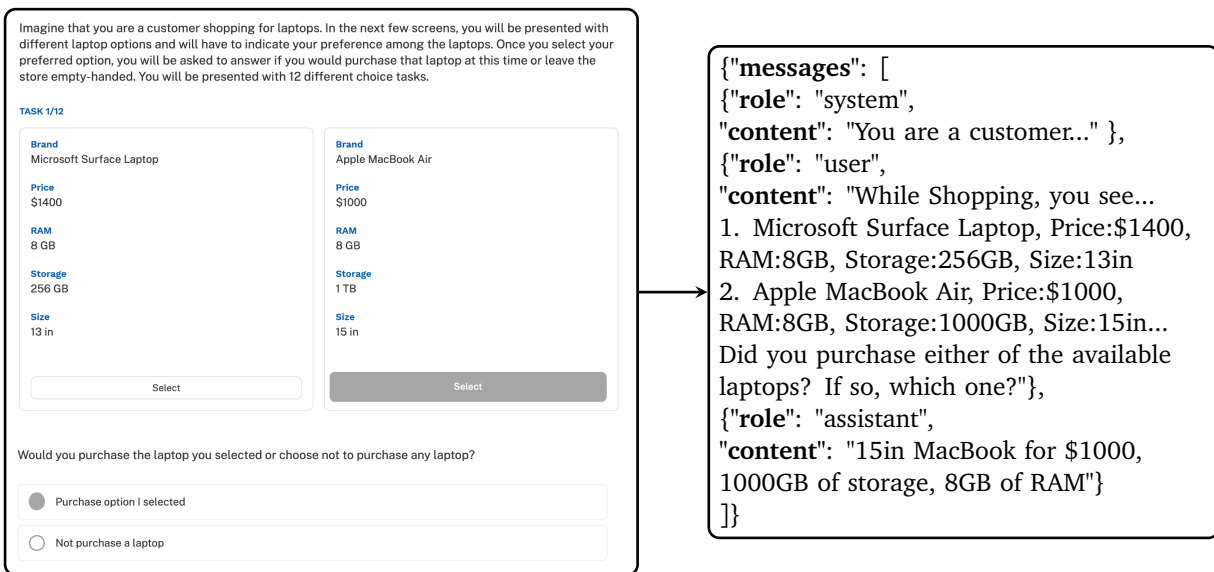 Imagine that you are a customer shopping for laptops. In the next few screens, you will be presented with
different laptop options and will have to indicate your preference among the laptops. Once you select your
preferred option, you will be asked to answer if you would purchase that laptop at this time or leave the
store empty-handed. You will be presented with 12 different choice tasks.
TASK 1/12
Brand
Microsoft Surface Laptop
Price
$1400
RAM
8 GB
Storage
256 GB
Size
13 in
Select
Brand
Apple MacBook Air
Price
$1000
RAM
8 GB
Storage
1 TB
Size
15 in
Select
Would you purchase the laptop you selected or choose not to purchase any laptop?
Purchase option I selected
Not purchase a laptop
{"messages": [
{"role": "system",
"content": "You are a customer..." },
{"role": "user",
"content": "While Shopping, you see...
1. Microsoft Surface Laptop, Price:$1400,
RAM:8GB, Storage:256GB, Size:13in
2. Apple MacBook Air, Price:$1000,
RAM:8GB, Storage:1000GB, Size:15in...
Did you purchase either of the available
laptops? If so, which one?"},
{"role": "assistant",
"content": "15in MacBook for $1000,
1000GB of storage, 8GB of RAM"}
]}